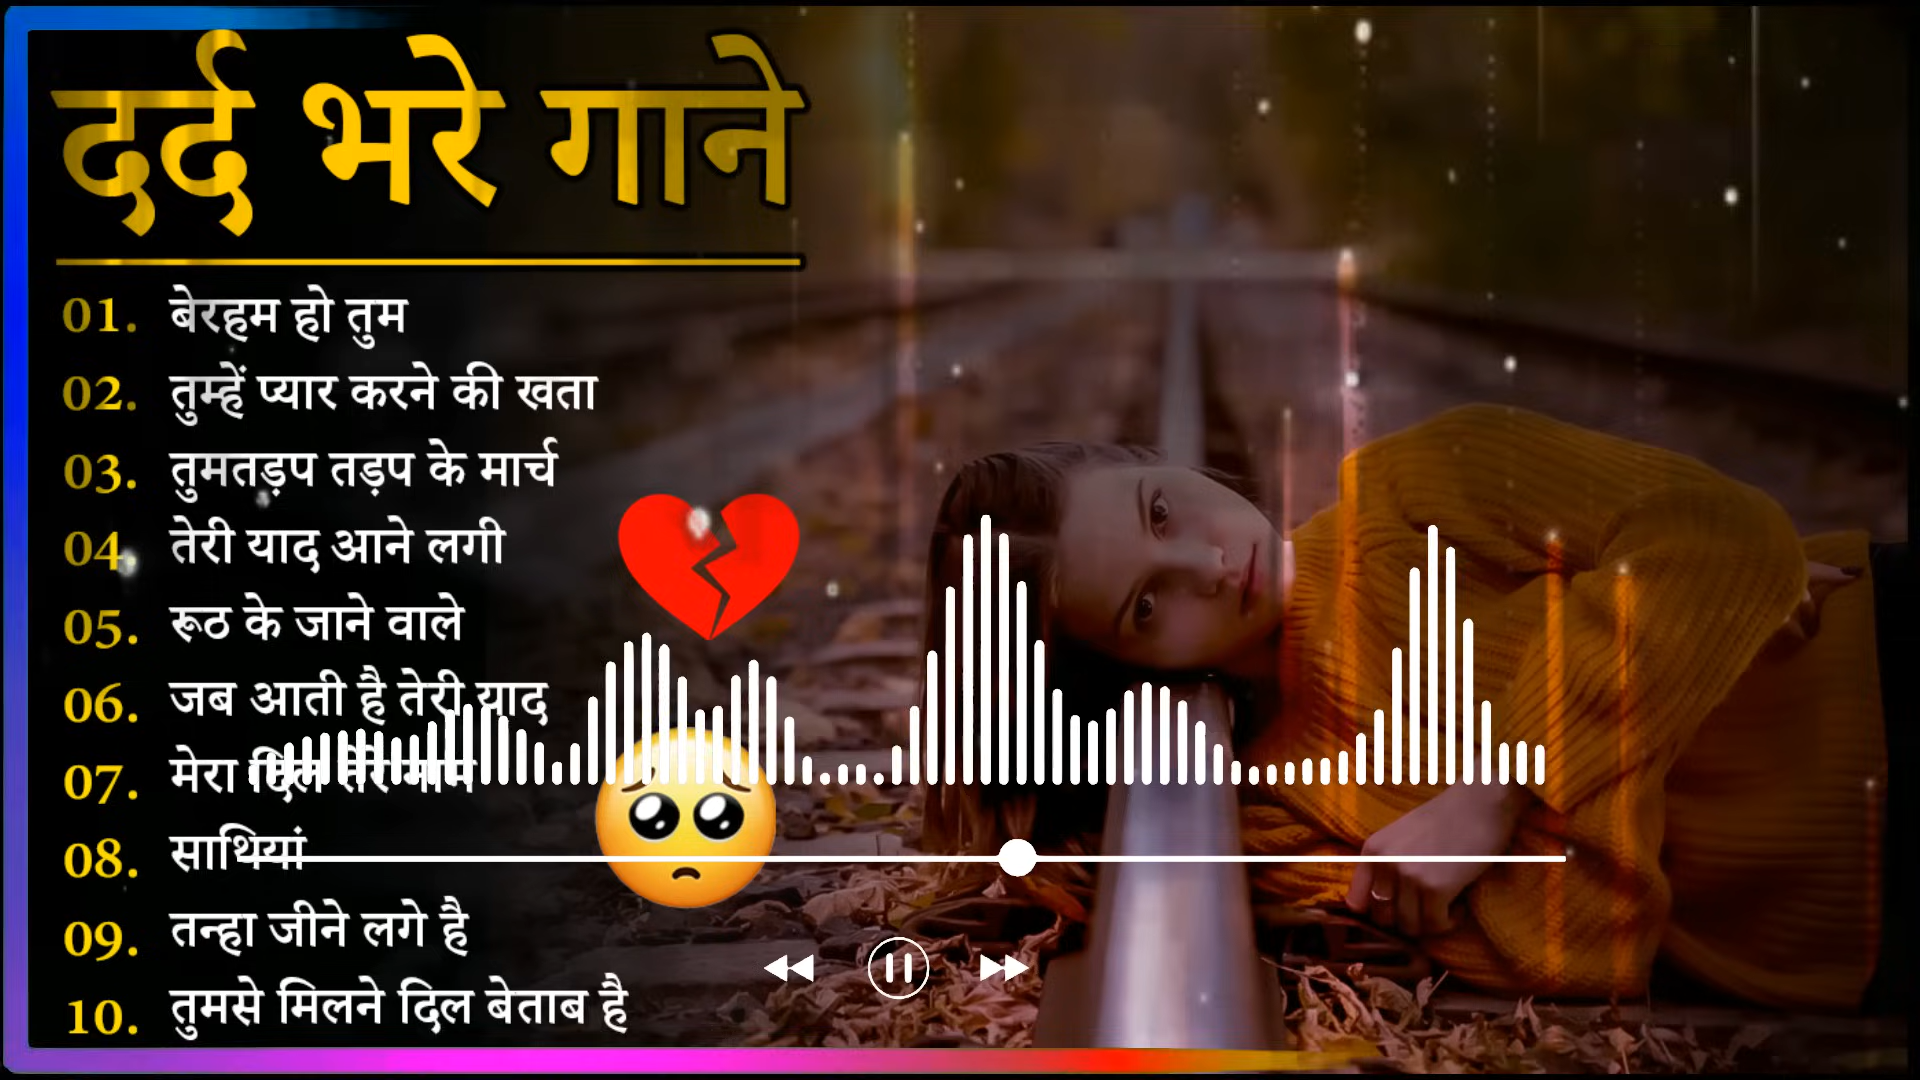 दर्द भरे गाने
01. बेरहम हो तुम
02. तुम्हें प्यार करने की खता
03. तुमतड़प तड़प के मार्च
04. तेरी याद आने लगी
05. रूठ के जाने वाले
06. जब आती है तेरी याद
07. मेरा दिल तेरे नाम
08. साथियां
09. तन्हा जीने लगे है
10. तुमसे मिलने दिल बेताब है